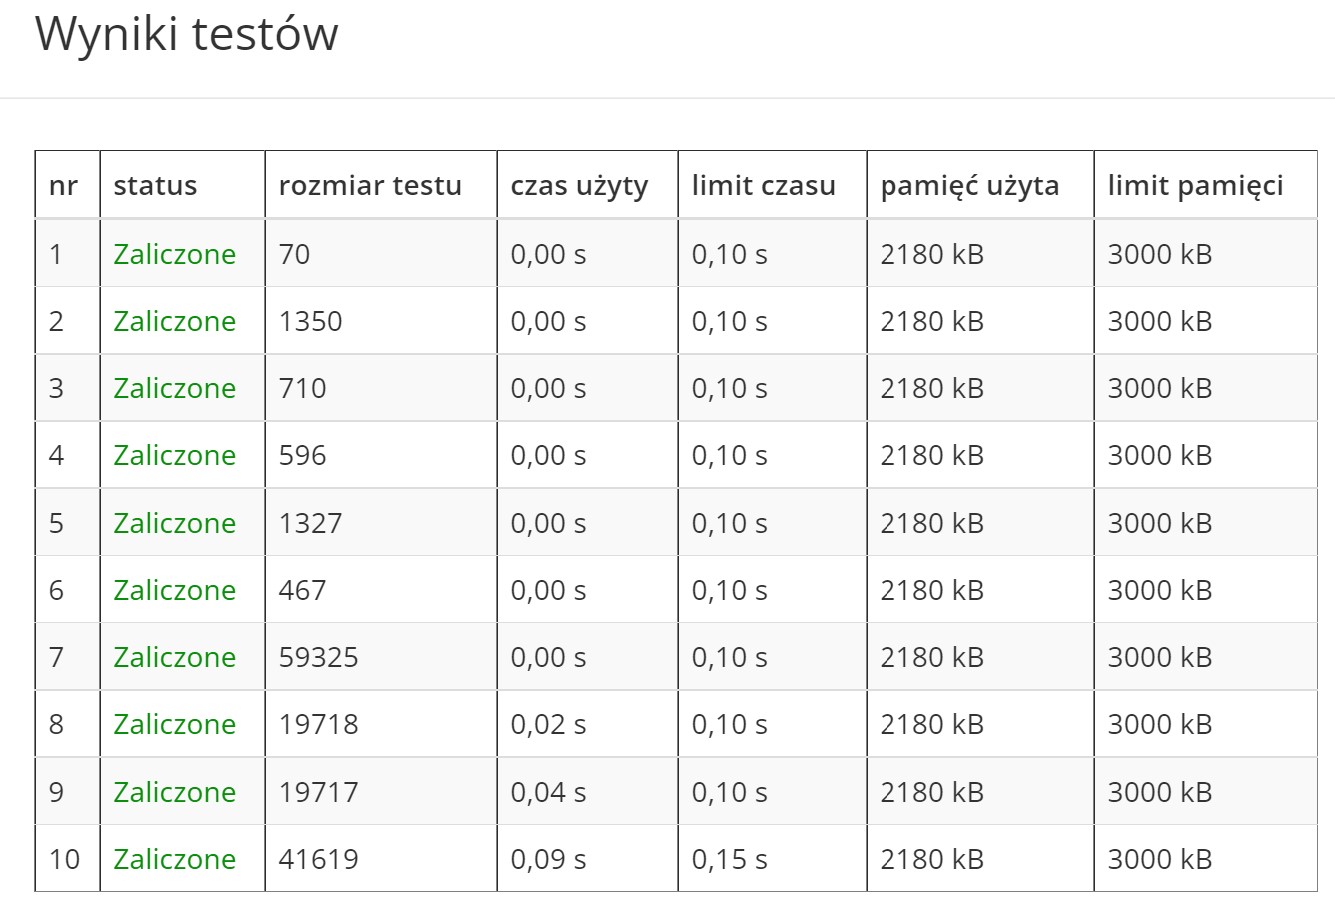 Wyniki testów
nr status rozmiar testu czas użyty limit czasu pamięć użyta limit pamięci
1 Zaliczone 70 0,00 s 0,10 s 2180 kB 3000 kB
2 Zaliczone 1350 0,00 s 0,10 s 2180 kB 3000 kB
3 Zaliczone 710 0,00 s 0,10 s 2180 kB 3000 kB
4 Zaliczone 596 0,00 s 0,10 s 2180 kB 3000 kB
5 Zaliczone 1327 0,00 s 0,10 s 2180 kB 3000 kB
6 Zaliczone 467 0,00 s 0,10 s 2180 kB 3000 kB
7 Zaliczone 59325 0,00 s 0,10 s 2180 kB 3000 kB
8 Zaliczone 19718 0,02 s 0,10 s 2180 kB 3000 kB
9 Zaliczone 19717 0,04 s 0,10 s 2180 kB 3000 kB
10 Zaliczone 41619 0,09 s 0,15 s 2180 kB 3000 kB